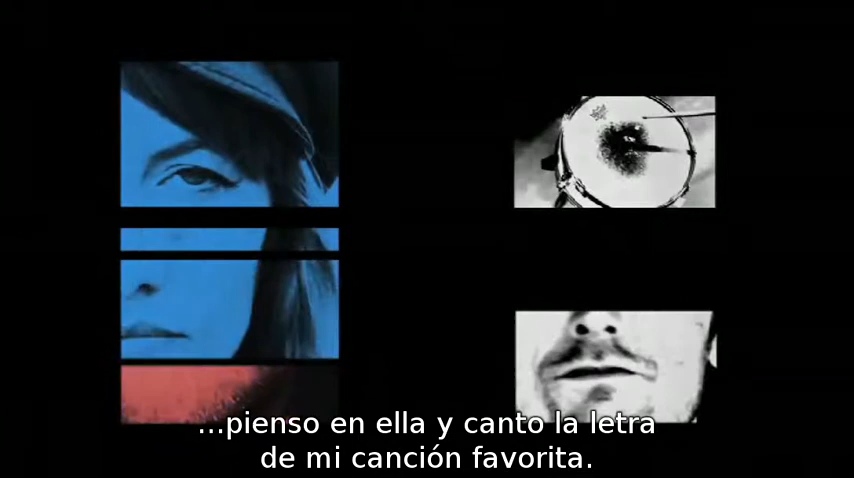 ...pienso en ella y canto la letra
de mi canción favorita.